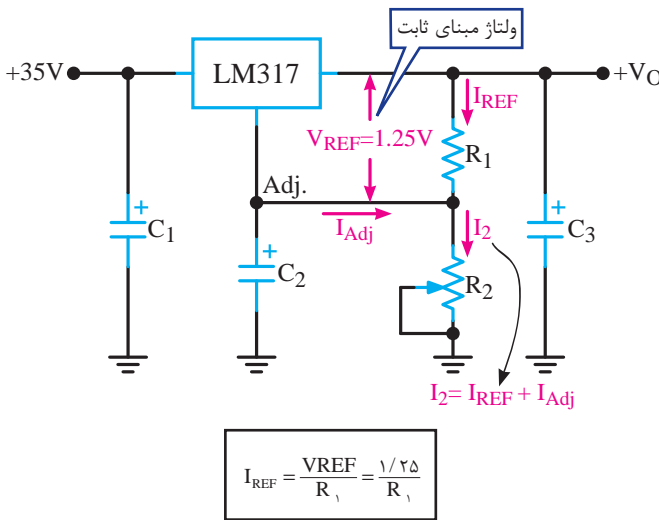 ولتاژ مبنای ثابت
+35V
LM317
+VO
IREF
VREF=1.25V
R1
Adj.
IAdj
I2
C1
C2
R2
C3
I2= IREF + IAdj
IREF = VREF/R۱ = ۱/۲۵/R۱